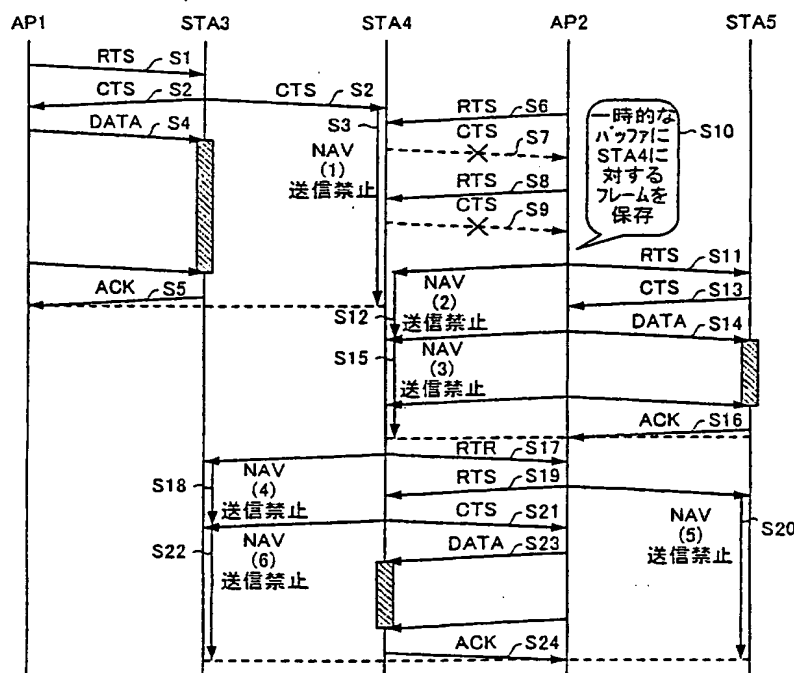 AP1 STA3 STA4 AP2 STA5
RTS S1
CTS S2 CTS S2
RTS S6
DATA S4
S3
CTS S7
NAV
(1)
送信禁止
RTS S8
CTS S9
一時的な
バッファに
STA4に
対する
フレームを
保存
S10
RTS S11
ACK S5
NAV
(2)
送信禁止
S12
CTS S13
DATA S14
S15
NAV
(3)
送信禁止
ACK S16
RTR S17
S18
NAV
(4)
送信禁止
RTS S19
CTS S21
NAV
(5)
送信禁止
S20
S22
NAV
(6)
送信禁止
DATA S23
ACK S24